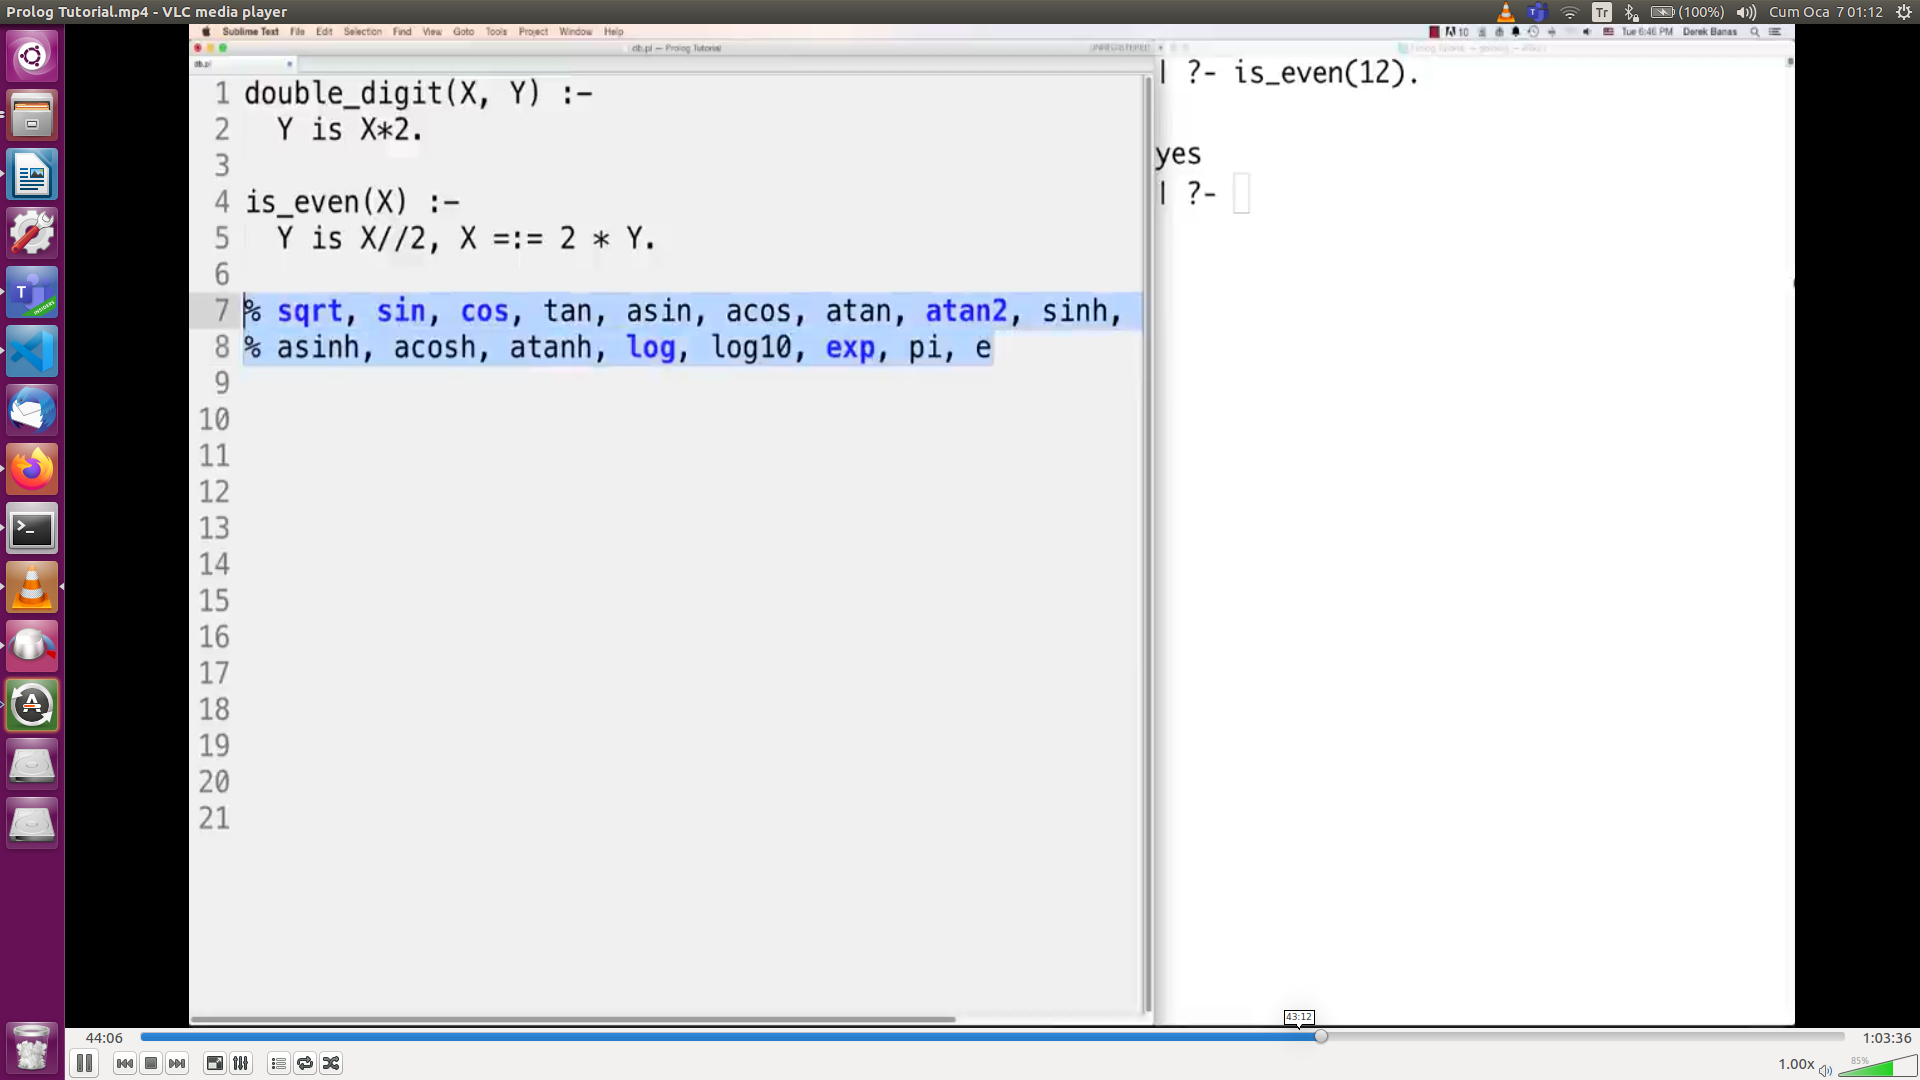 Prolog Tutorial.mp4 - VLC media player
Tr
(100%)
Cum Oca 7 01:12
Sublime Text File Edit Selection Find View Goto Tools Project Window Help
10
Tue 6:46 PM Derek Banas
db.pl — Prolog Tutorial
UNREGISTERED
db.pl
1 double_digit(X, Y) :-
2 Y is X*2.
3
4 is_even(X) :-
5 Y is X//2, X =:= 2 * Y.
6
7 % sqrt, sin, cos, tan, asin, acos, atan, atan2, sinh,
8 % asinh, acosh, atanh, log, log10, exp, pi, e
9
10
11
12
13
14
15
16
17
18
19
20
21
| ?- is_even(12).
yes
| ?-
43:12
44:06
1:03:36
1.00x
85%